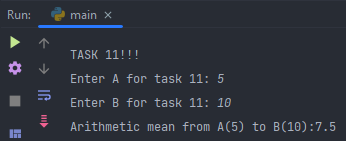 Run: main ×
TASK 11!!!
Enter A for task 11: 5
Enter B for task 11: 10
Arithmetic mean from A(5) to B(10):7.5